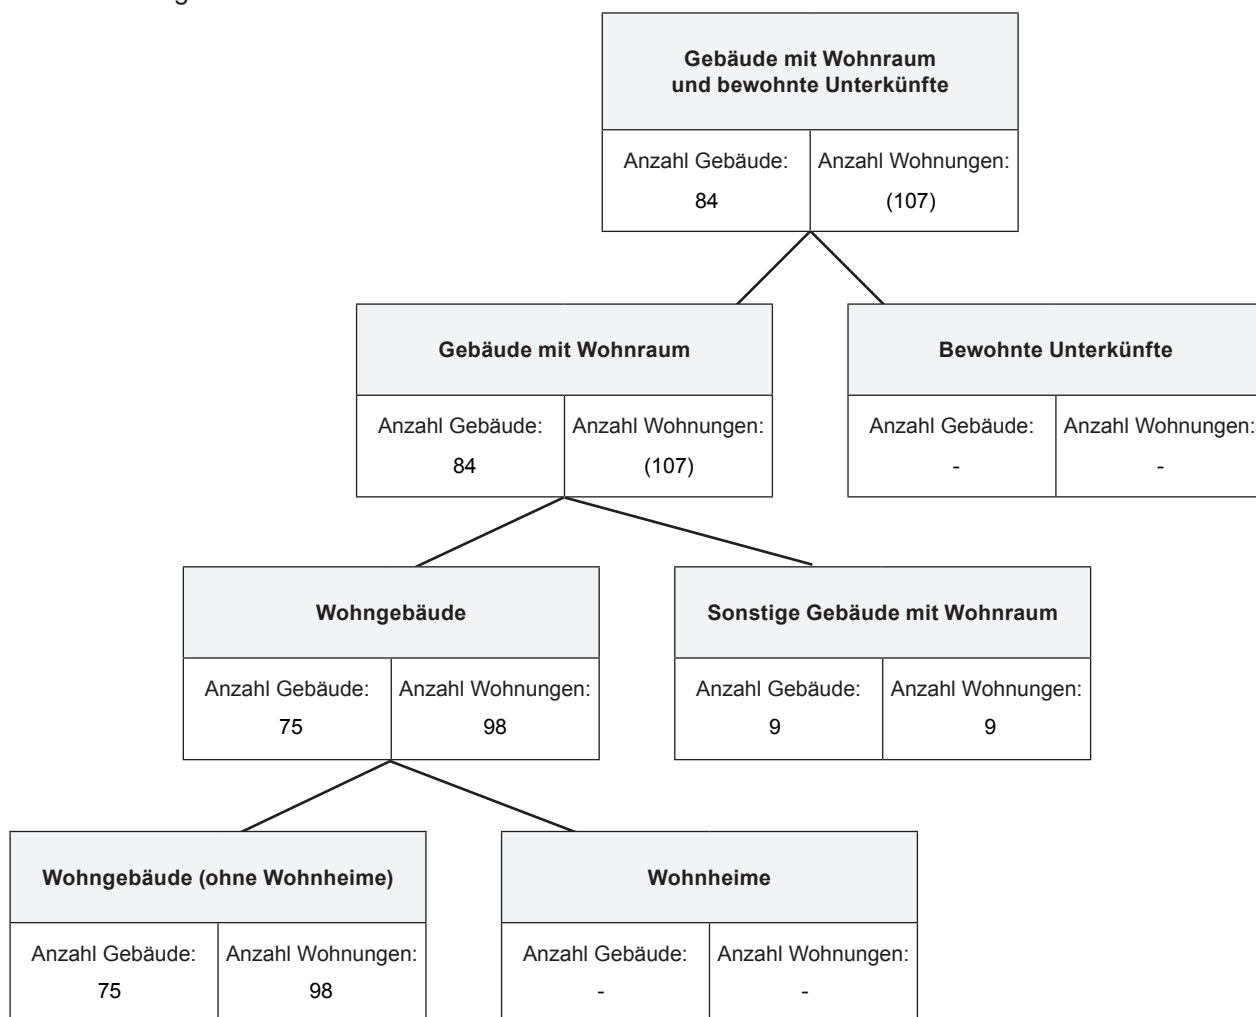 Gebäude mit Wohnraum
und bewohnte Unterkünfte
Anzahl Gebäude: Anzahl Wohnungen:
84 (107)
Gebäude mit Wohnraum Bewohnte Unterkünfte
Anzahl Gebäude: Anzahl Wohnungen: Anzahl Gebäude: Anzahl Wohnungen:
84 (107) - -
Wohngebäude Sonstige Gebäude mit Wohnraum
Anzahl Gebäude: Anzahl Wohnungen: Anzahl Gebäude: Anzahl Wohnungen:
75 98 9 9
Wohngebäude (ohne Wohnheime) Wohnheime
Anzahl Gebäude: Anzahl Wohnungen: Anzahl Gebäude: Anzahl Wohnungen:
75 98 - -